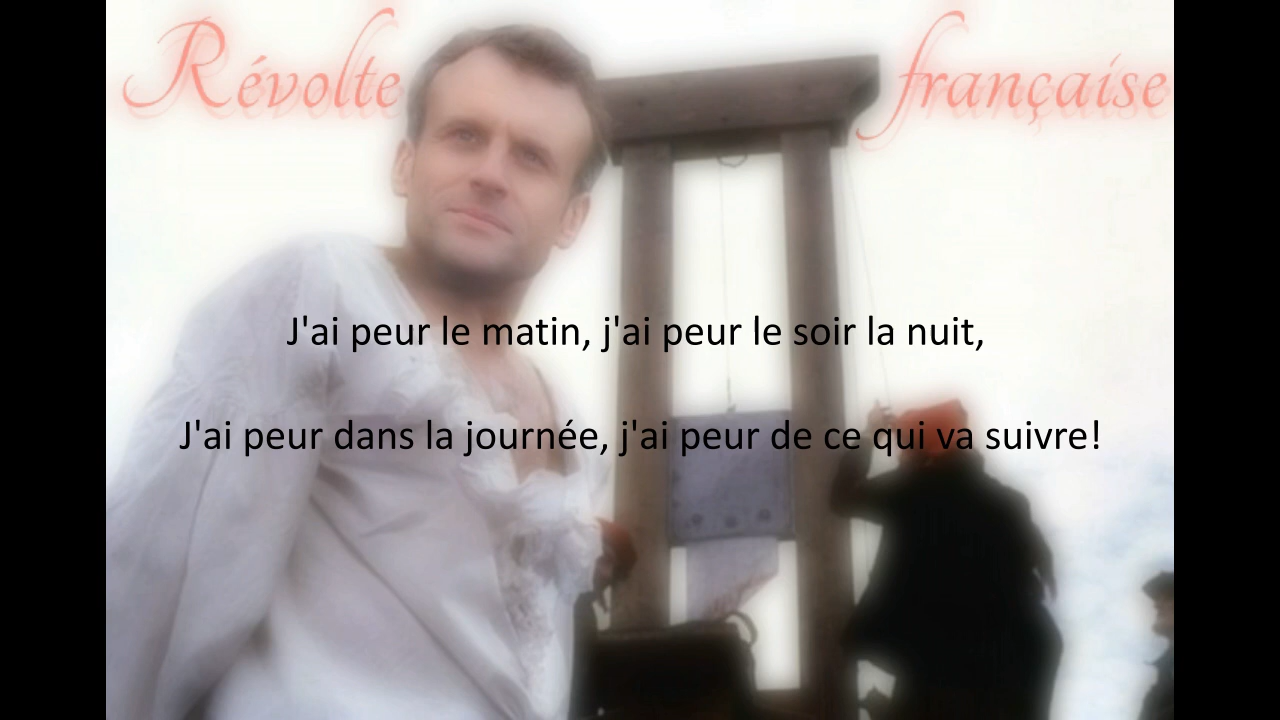 Révolte française
J'ai peur le matin, j'ai peur le soir la nuit,
J'ai peur dans la journée, j'ai peur de ce qui va suivre!